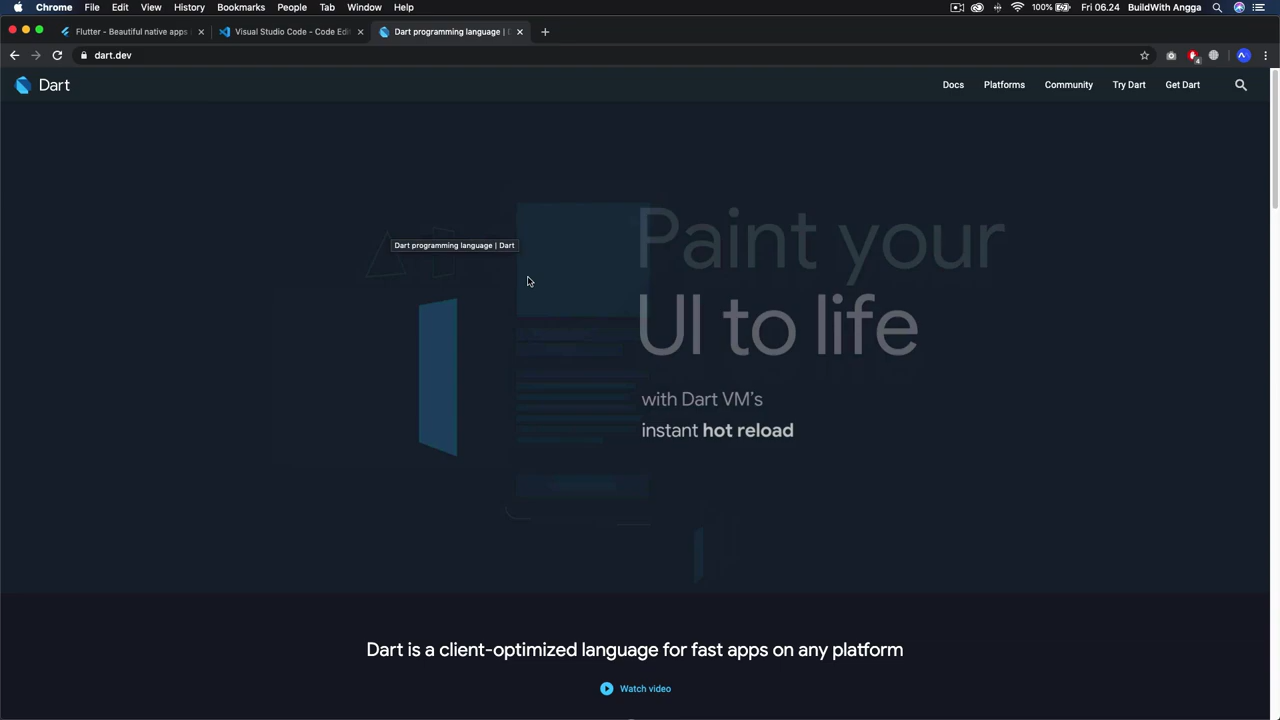 Chrome File Edit View History Bookmarks People Tab Window Help 100% Fri 06.24 BuildWith Angga
Flutter - Beautiful native apps Visual Studio Code - Code Edi Dart programming language |
dart.dev 4
Dart Docs Platforms Community Try Dart Get Dart
Paint your
Dart programming language | Dart
UI to life
with Dart VM's
instant hot reload
Dart is a client-optimized language for fast apps on any platform
Watch video